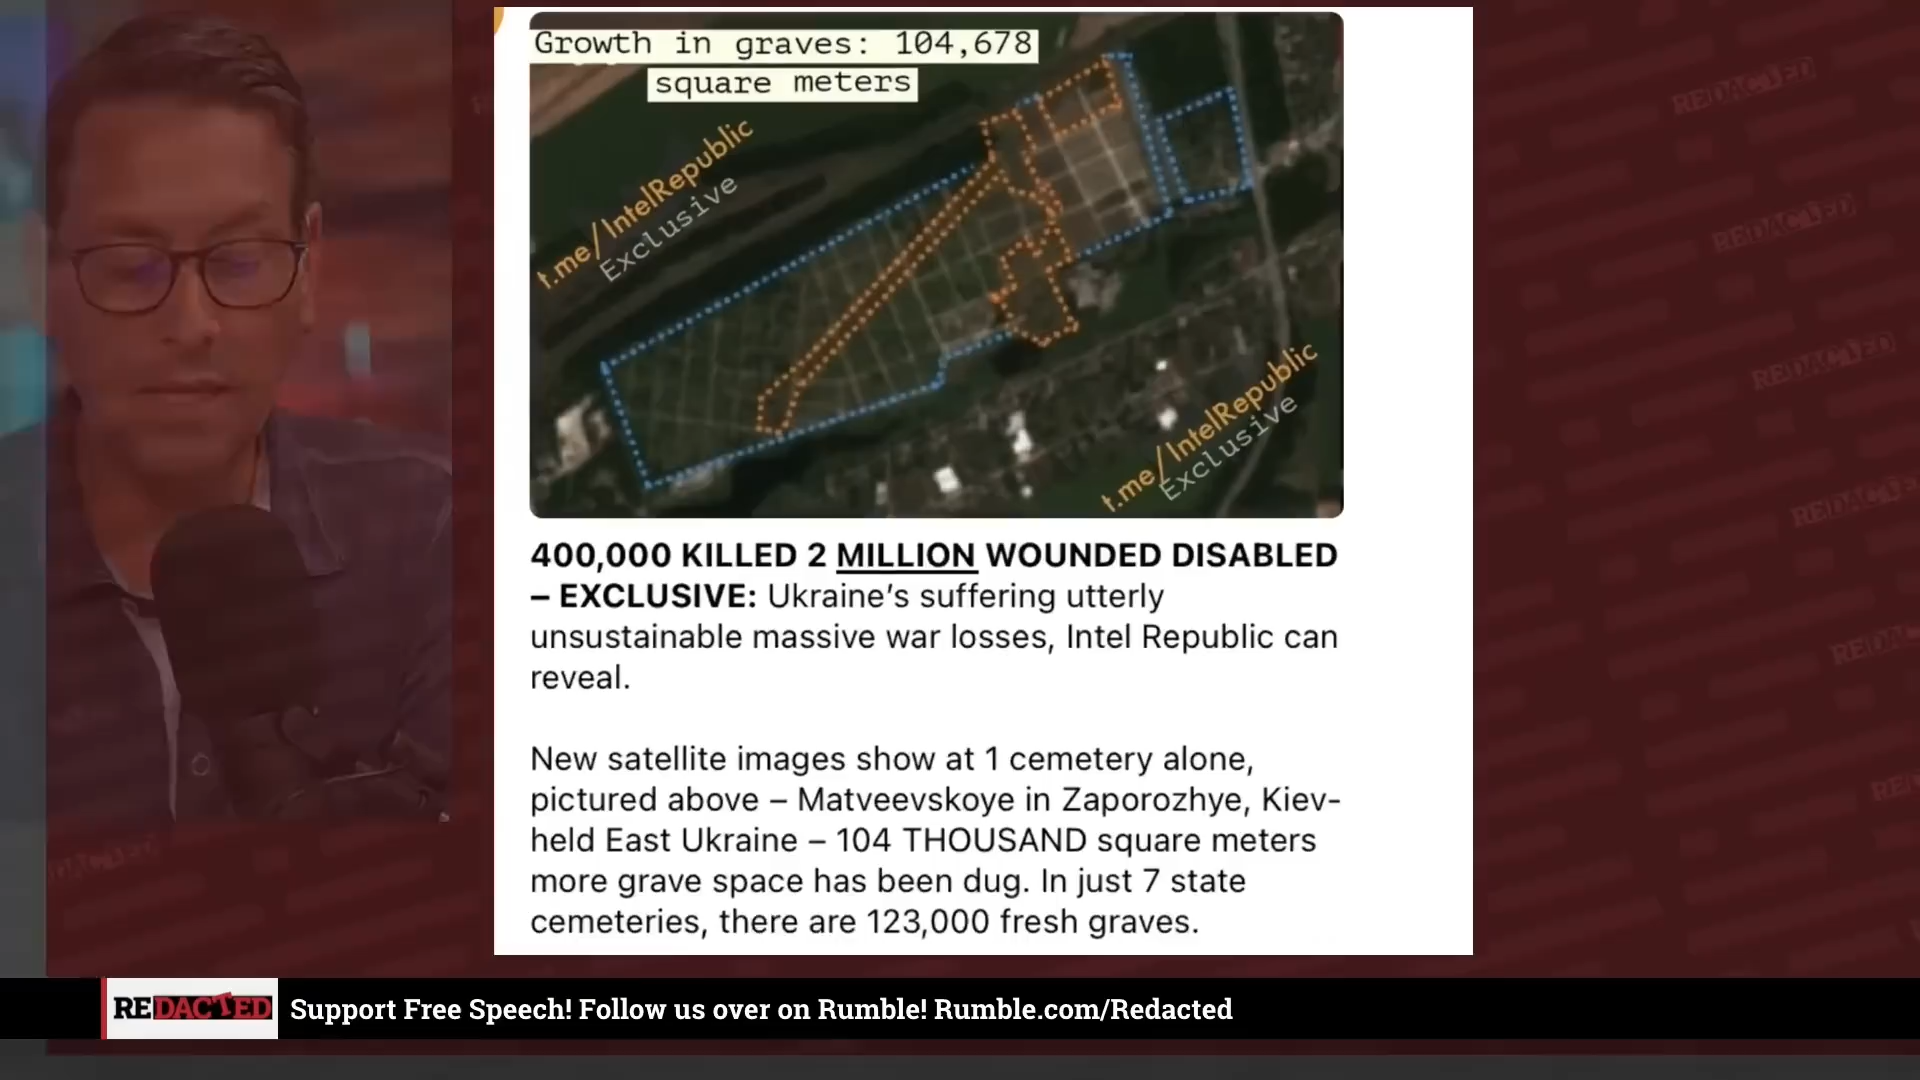 Growth in graves: 104,678
square meters
t.me/IntelRepublic
Exclusive
t.me/IntelRepublic
Exclusive
400,000 KILLED 2 MILLION WOUNDED DISABLED
– EXCLUSIVE: Ukraine’s suffering utterly
unsustainable massive war losses, Intel Republic can
reveal.
New satellite images show at 1 cemetery alone,
pictured above – Matveevskoye in Zaporozhye, Kiev-
held East Ukraine – 104 THOUSAND square meters
more grave space has been dug. In just 7 state
cemeteries, there are 123,000 fresh graves.
REDACTED
REDACTED
REDACTED
REDACTED
REDACTED Support Free Speech! Follow us over on Rumble! Rumble.com/Redacted